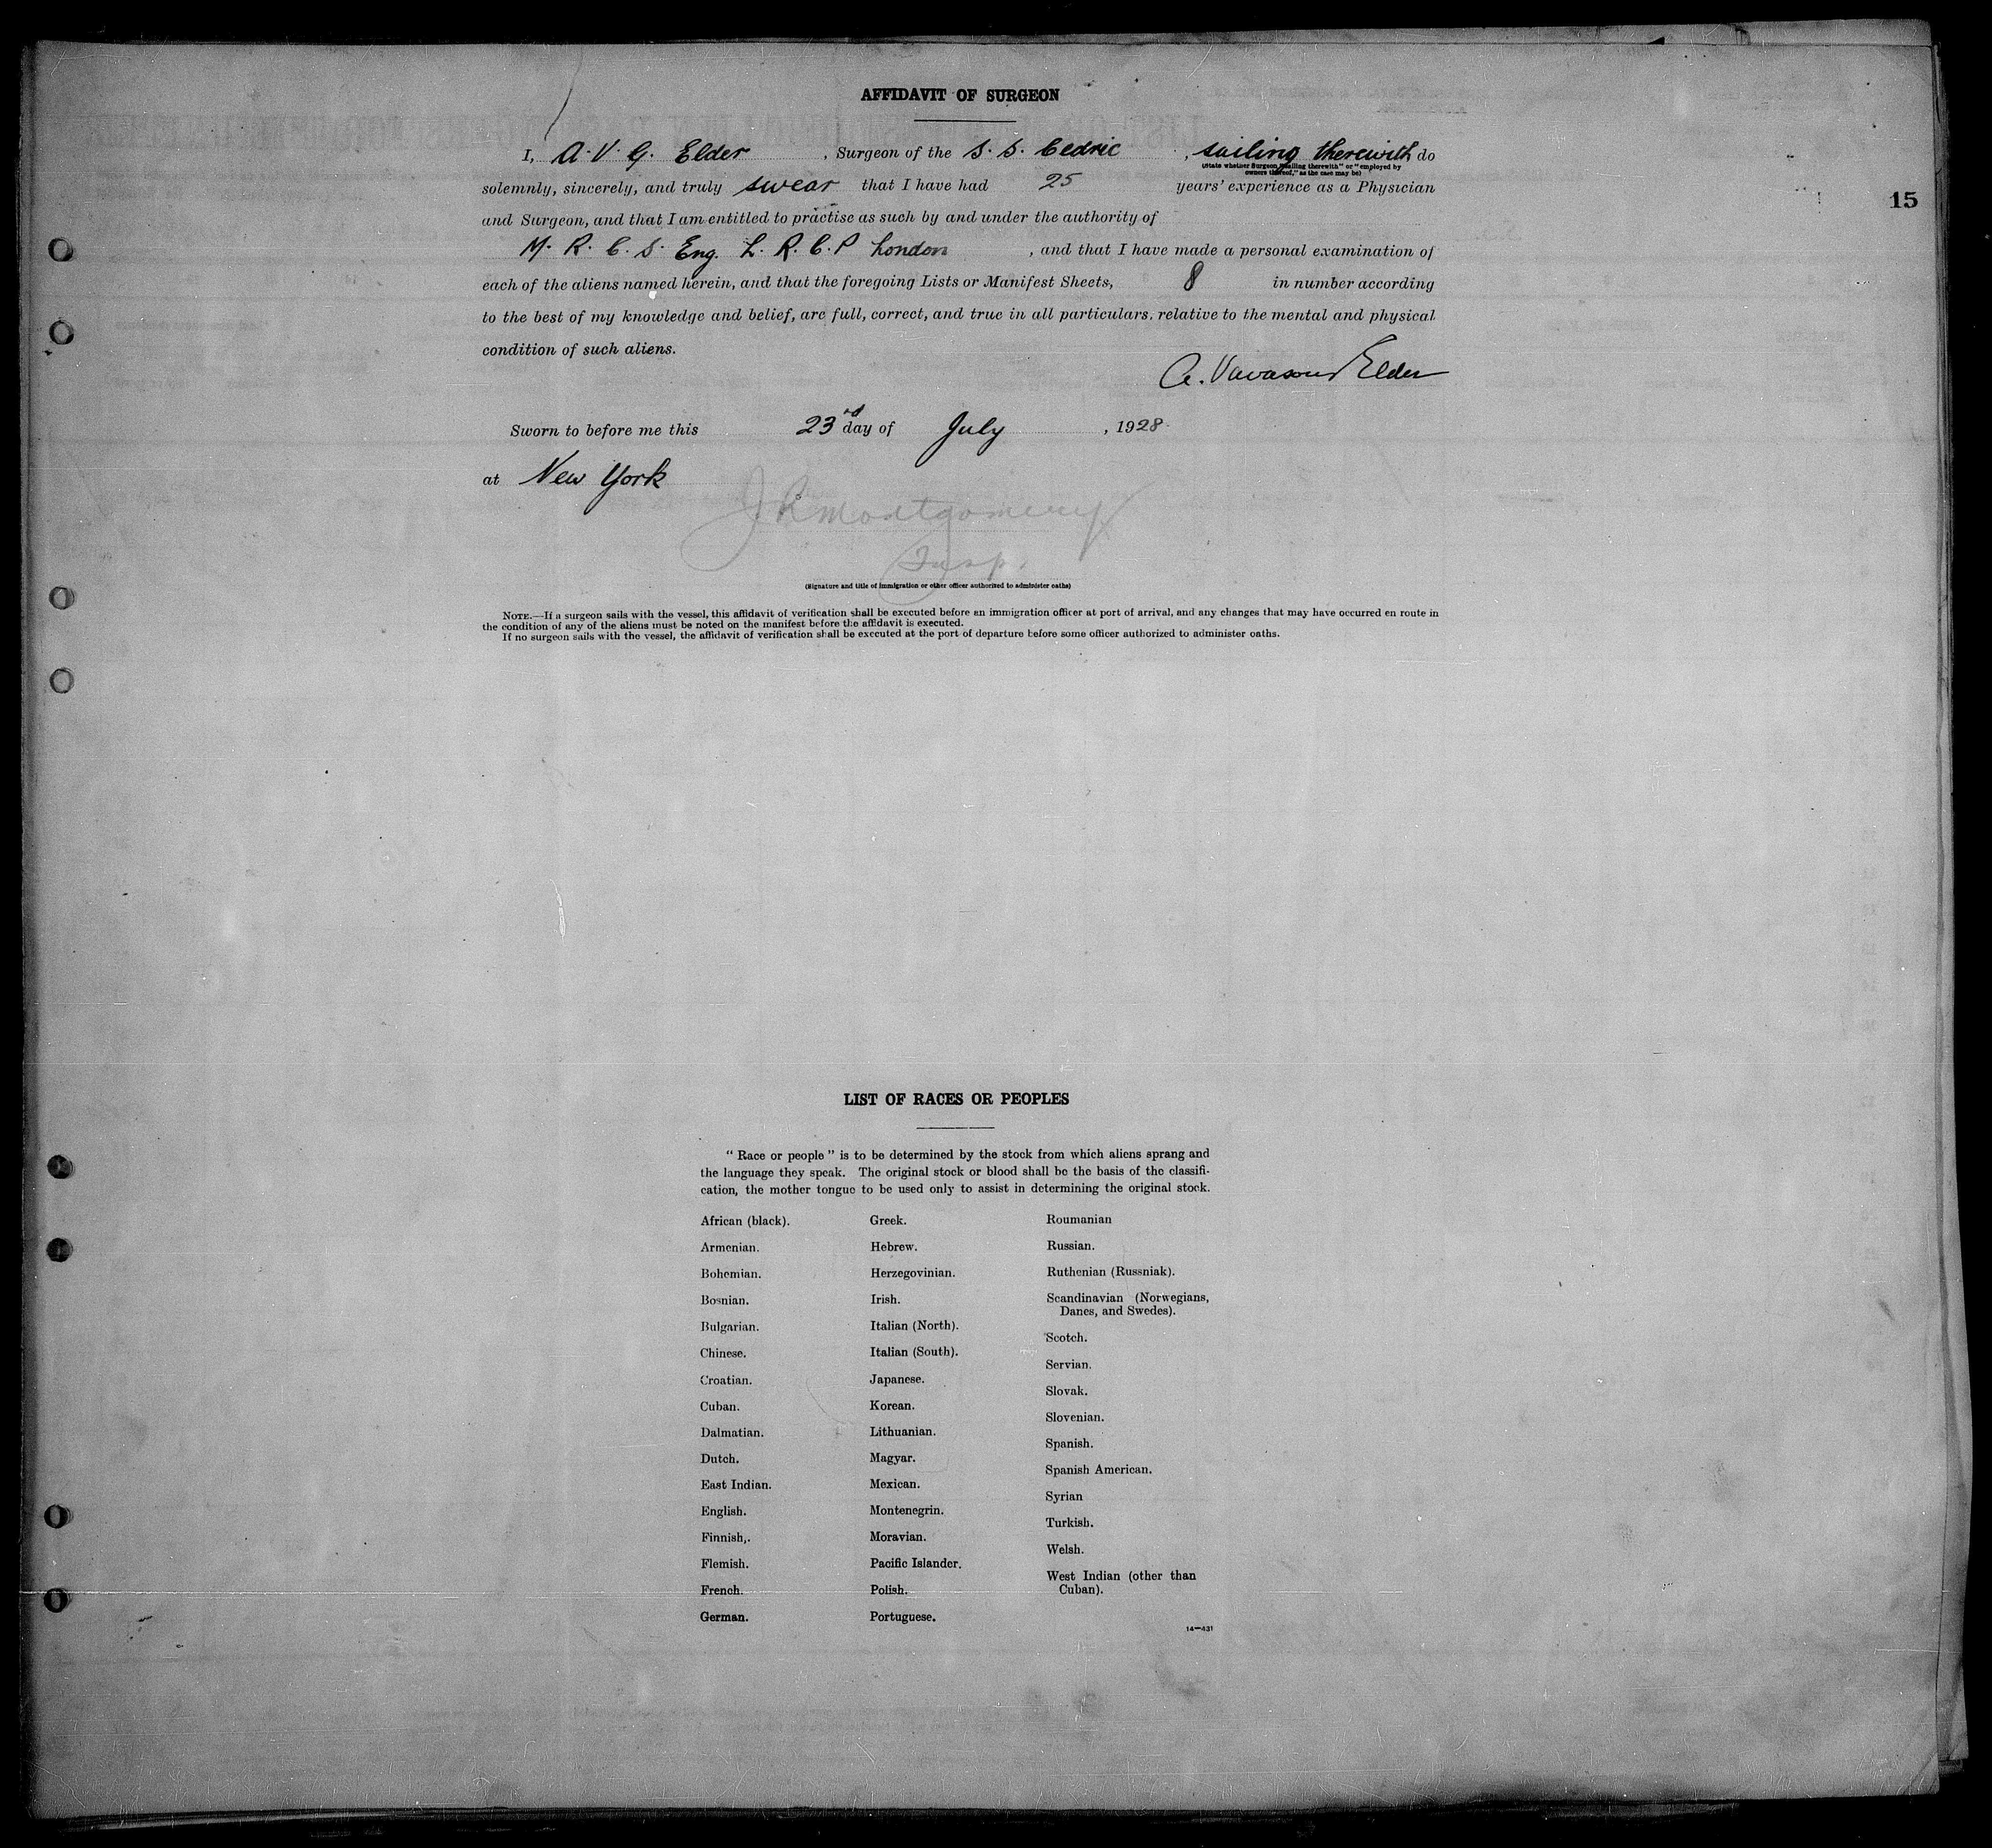 AFFIDAVIT OF SURGEON
15
I, A. V. G. Elder, Surgeon of the S. S. Cedric, sailing therewith do
(State whether Surgeon "sailing therewith" or "employed by
owners thereof," as the case may be)
solemnly, sincerely, and truly swear that I have had 25 years' experience as a Physician
and Surgeon, and that I am entitled to practise as such by and under the authority of
M. R. C. S. Eng. L. R. C. P London, and that I have made a personal examination of
each of the aliens named herein, and that the foregoing Lists or Manifest Sheets, 8 in number according
to the best of my knowledge and belief, are full, correct, and true in all particulars, relative to the mental and physical
condition of such aliens.
A. Vavasour Elder
Sworn to before me this 23rd day of July, 1928
at New York
J R Montgomery
Insp.
(Signature and title of immigration or other officer authorized to administer oaths)
NOTE.—If a surgeon sails with the vessel, this affidavit of verification shall be executed before an immigration officer at port of arrival, and any changes that may have occurred en route in
the condition of any of the aliens must be noted on the manifest before the affidavit is executed.
If no surgeon sails with the vessel, the affidavit of verification shall be executed at the port of departure before some officer authorized to administer oaths.
LIST OF RACES OR PEOPLES
"Race or people" is to be determined by the stock from which aliens sprang and
the language they speak. The original stock or blood shall be the basis of the classifi-
cation, the mother tongue to be used only to assist in determining the original stock.
African (black).
Armenian.
Bohemian.
Bosnian.
Bulgarian.
Chinese.
Croatian.
Cuban.
Dalmatian.
Dutch.
East Indian.
English.
Finnish,.
Flemish.
French.
German.
Greek.
Hebrew.
Herzegovinian.
Irish.
Italian (North).
Italian (South).
Japanese.
Korean.
Lithuanian.
Magyar.
Mexican.
Montenegrin.
Moravian.
Pacific Islander.
Polish.
Portuguese.
Roumanian
Russian.
Ruthenian (Russniak).
Scandinavian (Norwegians,
Danes, and Swedes).
Scotch.
Servian.
Slovak.
Slovenian.
Spanish.
Spanish American.
Syrian
Turkish.
Welsh.
West Indian (other than
Cuban).
14—431